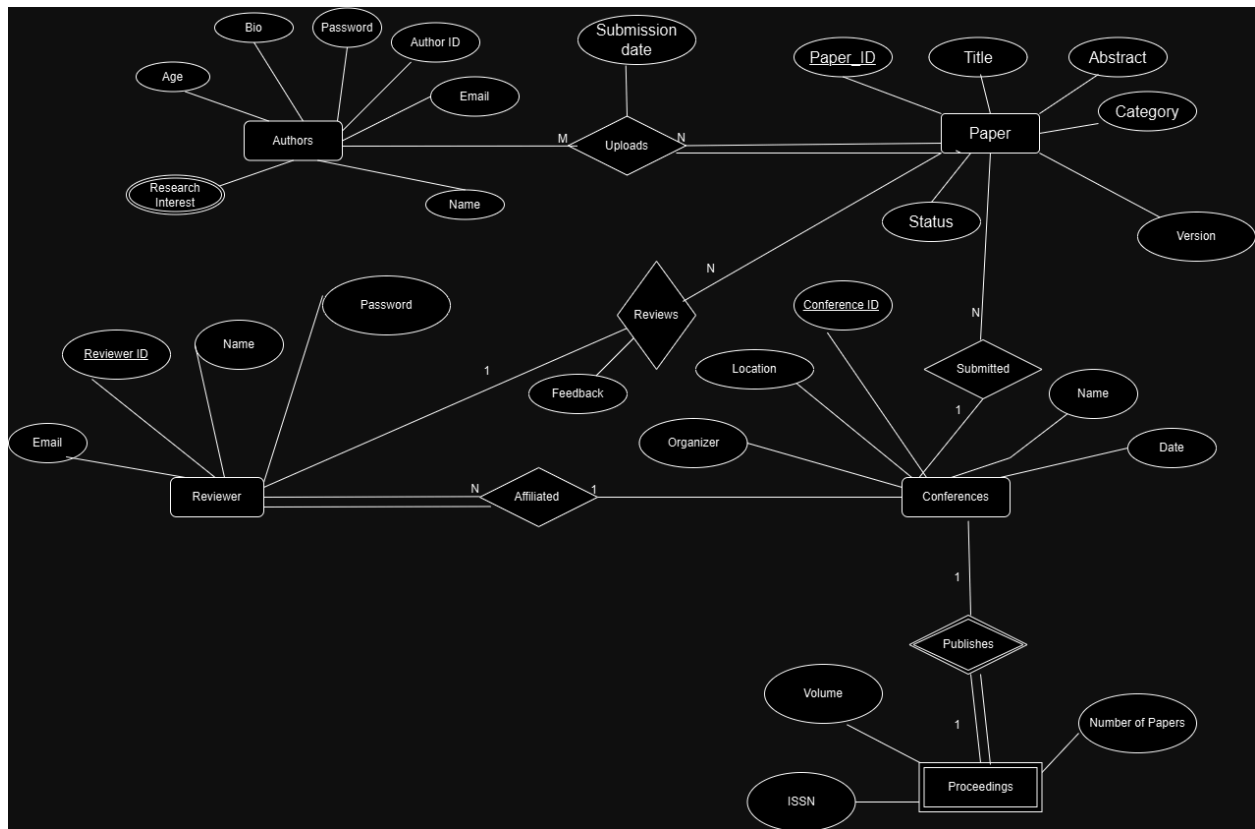 Bio
Password
Author ID
Age
Email
Authors
Research
Interest
Name
Submission
date
M
Uploads
N
Paper_ID
Title
Abstract
Category
Paper
Status
Version
N
Reviews
Feedback
1
N
Submitted
1
Conference ID
Location
Organizer
Name
Date
Conferences
Password
Name
Reviewer ID
Email
Reviewer
N
Affiliated
1
1
Publishes
1
Volume
Number of Papers
ISSN
Proceedings